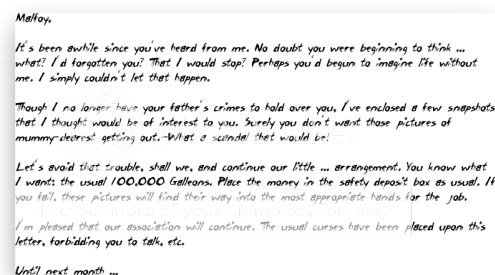 Malfoy,
It's been awhile since you've heard from me. No doubt you were beginning to think ...
what? I'd forgotten you? That I would stop? Perhaps you'd begun to imagine life without
me. I simply couldn't let that happen.
Though I no longer have your father's crimes to hold over you, I've enclosed a few snapshots
that I thought would be of interest to you. Surely you don't want those pictures of
mummy-dearest getting out. What a scandal that would be!
Let's avoid that trouble, shall we, and continue our little ... arrangement. You know what
I want: the usual 100,000 Galleons. Place the money in the safety deposit box as usual. If
you fail, these pictures will find their way into the most appropriate hands for the job.
I'm pleased that our association will continue. The usual curses have been placed upon this
letter, forbidding you to talk, etc.
Until next month ...